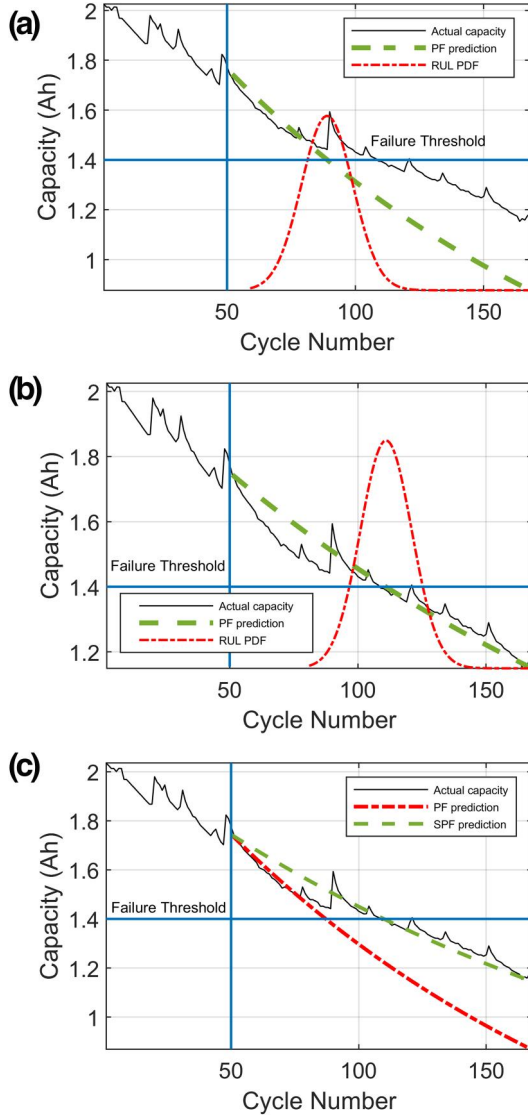 (a)
2
1.8
1.6
1.4
1.2
1
Capacity (Ah)
Actual capacity
PF prediction
RUL PDF
Failure Threshold
50
100
150
Cycle Number
(b)
2
1.8
1.6
1.4
1.2
Capacity (Ah)
Failure Threshold
Actual capacity
PF prediction
RUL PDF
50
100
150
Cycle Number
(c)
2
1.8
1.6
1.4
1.2
1
Capacity (Ah)
Actual capacity
PF prediction
SPF prediction
Failure Threshold
50
100
150
Cycle Number